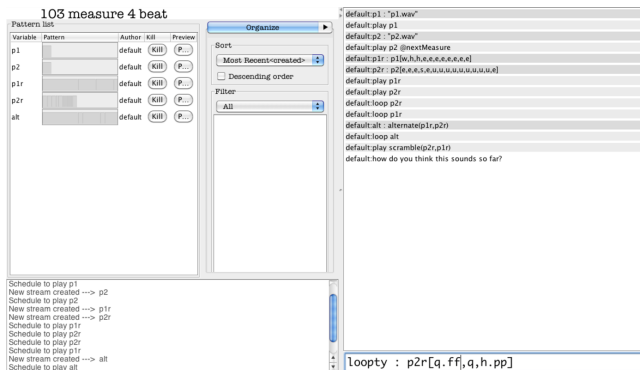 103 measure 4 beat
Pattern list
Variable Pattern Author Kill Preview
p1 default Kill P...
p2 default Kill P...
p1r default Kill P...
p2r default Kill P...
alt default Kill P...
Organize
Sort
Most Recent<created>
Descending order
Filter
All
Schedule to play p1
New stream created ---> p2
Schedule to play p2
New stream created ---> p1r
New stream created ---> p2r
Schedule to play p1r
Schedule to play p2r
Schedule to play p2r
Schedule to play p1r
New stream created ---> alt
Schedule to play alt
default:p1 : "p1.wav"
default:play p1
default:p2 : "p2.wav"
default:play p2 @nextMeasure
default:p1r : p1[w,h,h,e,e,e,e,e,e,e,e]
default:p2r : p2[e,e,e,s,e,u,u,u,u,u,u,u,u,u,e]
default:play p1r
default:play p2r
default:loop p2r
default:loop p1r
default:alt : alternate(p1r,p2r)
default:loop alt
default:play scramble(p2r,p1r)
default:how do you think this sounds so far?
loopty : p2r[q.ff,q,h.pp]